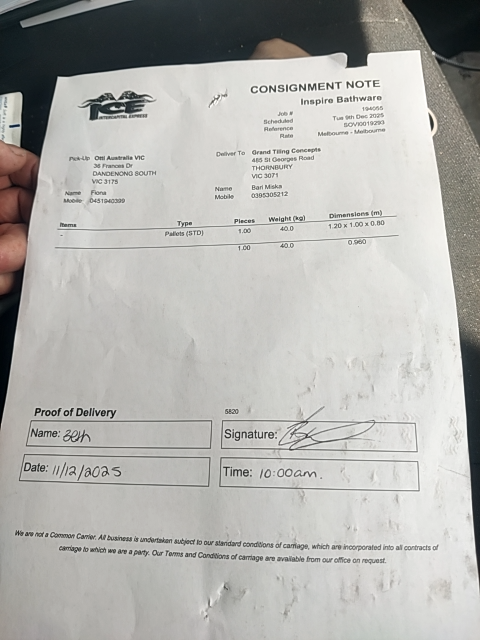 ICE
INTERCAPITAL EXPRESS
CONSIGNMENT NOTE
Inspire Bathware
Job # 194055
Scheduled Tue 9th Dec 2025
Reference SOVI0019293
Rate Melbourne - Melbourne
Pick-Up Otti Australia VIC
36 Frances Dr
DANDENONG SOUTH
VIC 3175
Name Fiona
Mobile 0451940399
Deliver To Grand Tiling Concepts
485 St Georges Road
THORNBURY
VIC 3071
Name Bari Miska
Mobile 0395305212
Items Type Pieces Weight (kg) Dimensions (m)
- Pallets (STD) 1.00 40.0 1.20 x 1.00 x 0.80
1.00 40.0 0.960
Proof of Delivery
5820
Name: Beth
Signature:
Date: 11/12/2025
Time: 10:00am.
We are not a Common Carrier. All business is undertaken subject to our standard conditions of carriage, which are incorporated into all contracts of
carriage to which we are a party. Our Terms and Conditions of carriage are available from our office on request.